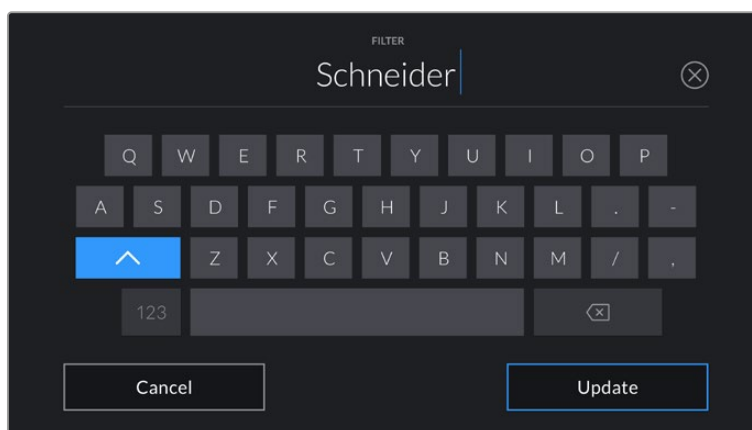 FILTER
Schneider
Q W E R T Y U I O P
A S D F G H J K L . -
Z X C V B N M / ,
123
Cancel Update